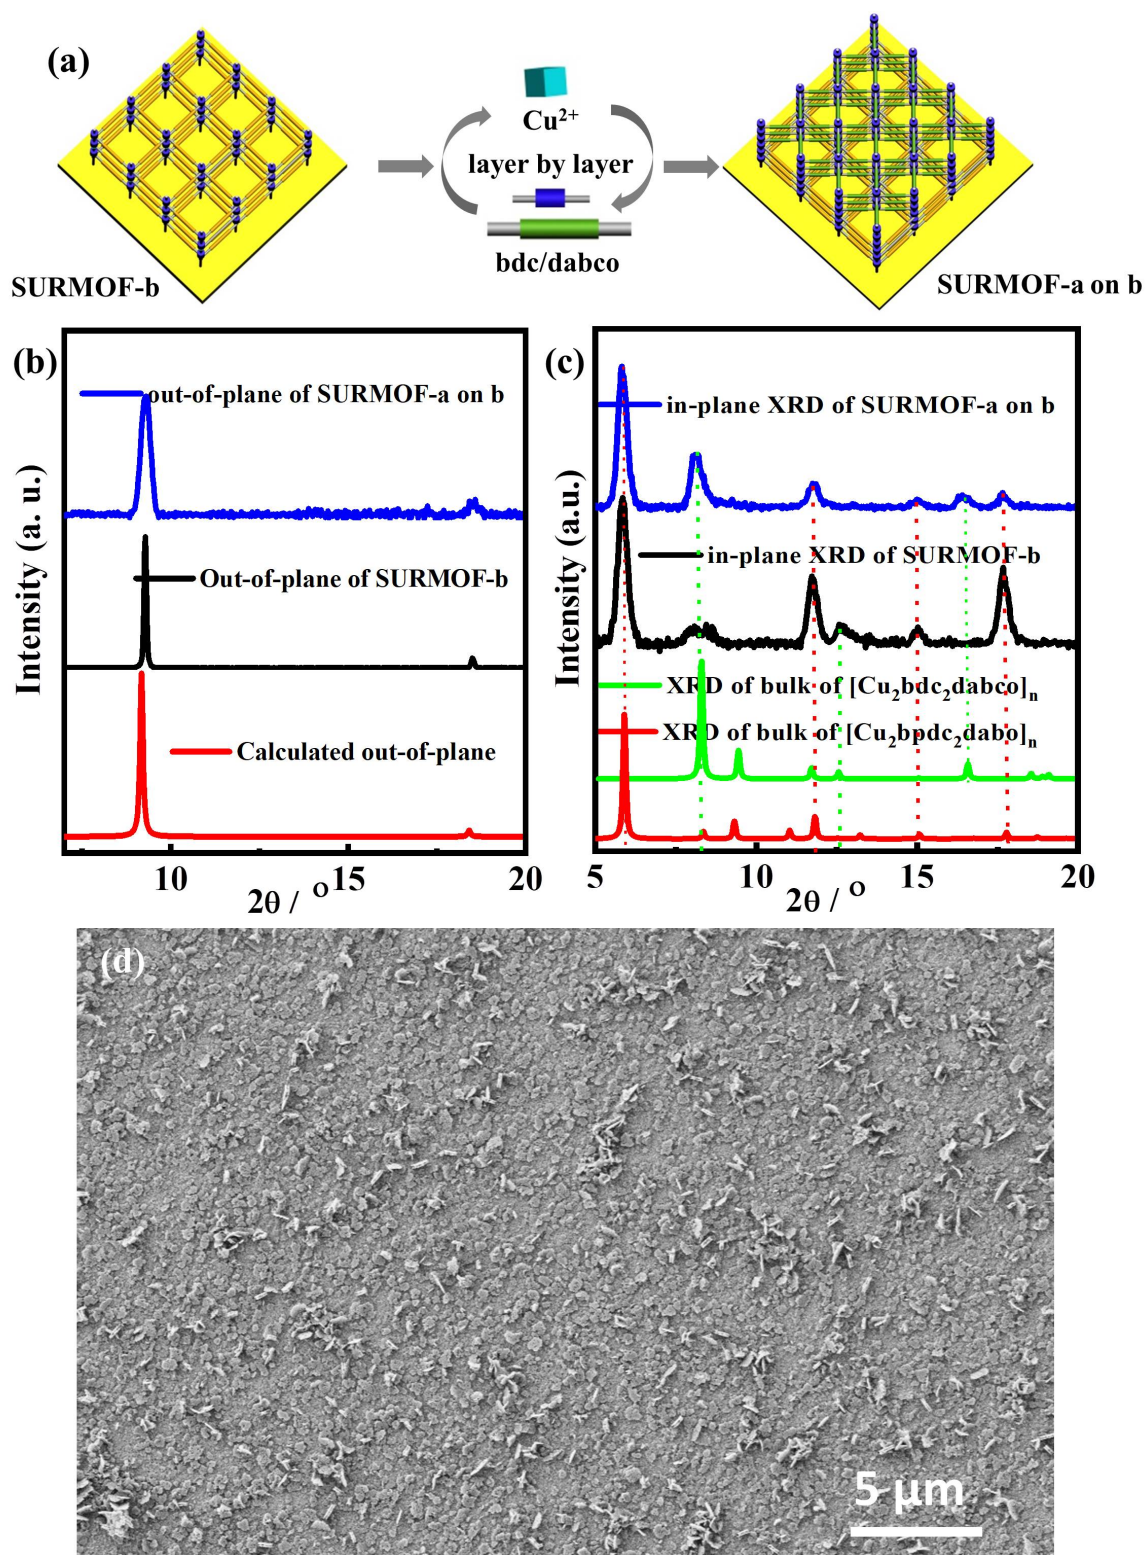 (a)
Cu²⁺
layer by layer
bdc/dabco
SURMOF-b
SURMOF-a on b
(b)
out-of-plane of SURMOF-a on b
Out-of-plane of SURMOF-b
Calculated out-of-plane
Intensity (a. u.)
10 15 20
2θ / °
(c)
in-plane XRD of SURMOF-a on b
in-plane XRD of SURMOF-b
XRD of bulk of [Cu₂bdc₂dabco]ₙ
XRD of bulk of [Cu₂bpdc₂dabo]ₙ
Intensity (a.u.)
5 10 15 20
2θ / °
(d)
5 μm